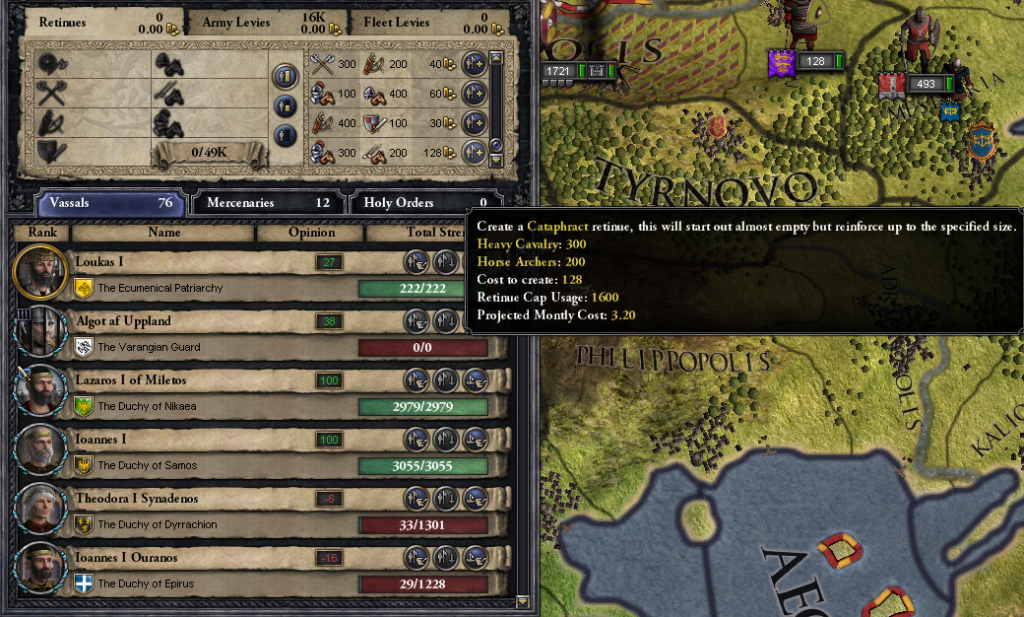 Retinues 0 0.00
Army Levies 16K 0.00
Fleet Levies 0 0.00
300 200 40
100 400 60
400 100 30
300 200 128
0/49K
Vassals 76
Mercenaries 12
Holy Orders 0
Rank Name Opinion Total Stren
Loukas I 27
The Ecumenical Patriarchy 222/222
Algot af Uppland 38
The Varangian Guard 0/0
Lazaros I of Miletos 100
The Duchy of Nikaea 2979/2979
Ioannes I 100
The Duchy of Samos 3055/3055
Theodora I Synadenos -6
The Duchy of Dyrrachion 33/1301
Ioannes I Ouranos -16
The Duchy of Epirus 29/1228
Create a Cataphract retinue, this will start out almost empty but reinforce up to the specified size.
Heavy Cavalry: 300
Horse Archers: 200
Cost to create: 128
Retinue Cap Usage: 1600
Projected Montly Cost: 3.20
OPOLIS
1721
128
493
TYRNOVO
PHILIPPOPOLIS
OLIS
KALIO
AEG